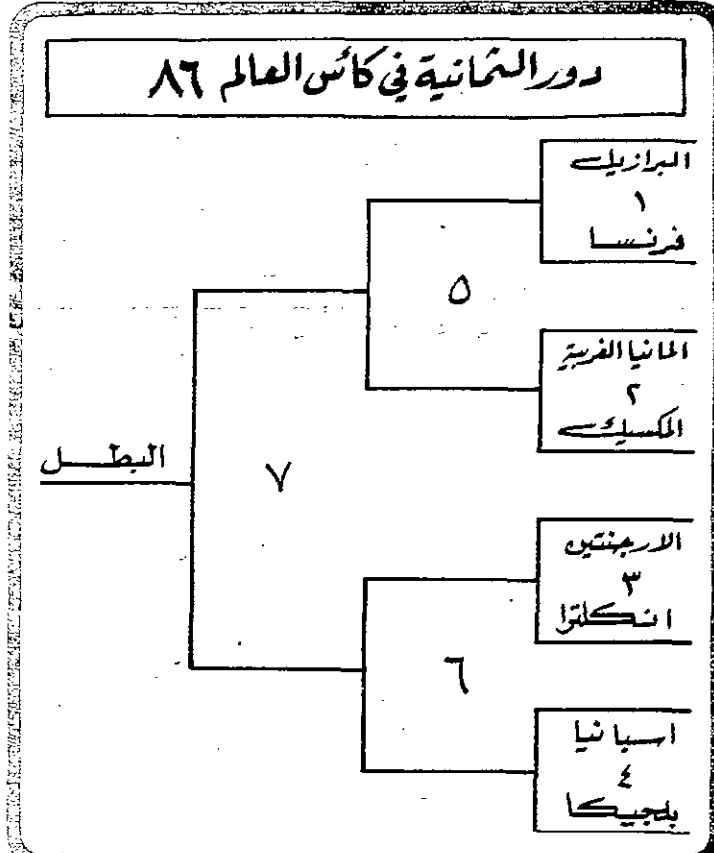 دور الثمانية في كأس العالم ٨٦
البرازيل
١
فرنسا
٥
المانيا الغربية
٢
المكسيك
البطل
٧
الارجنتين
٣
انكلترا
٦
اسبانيا
٤
بلجيكا